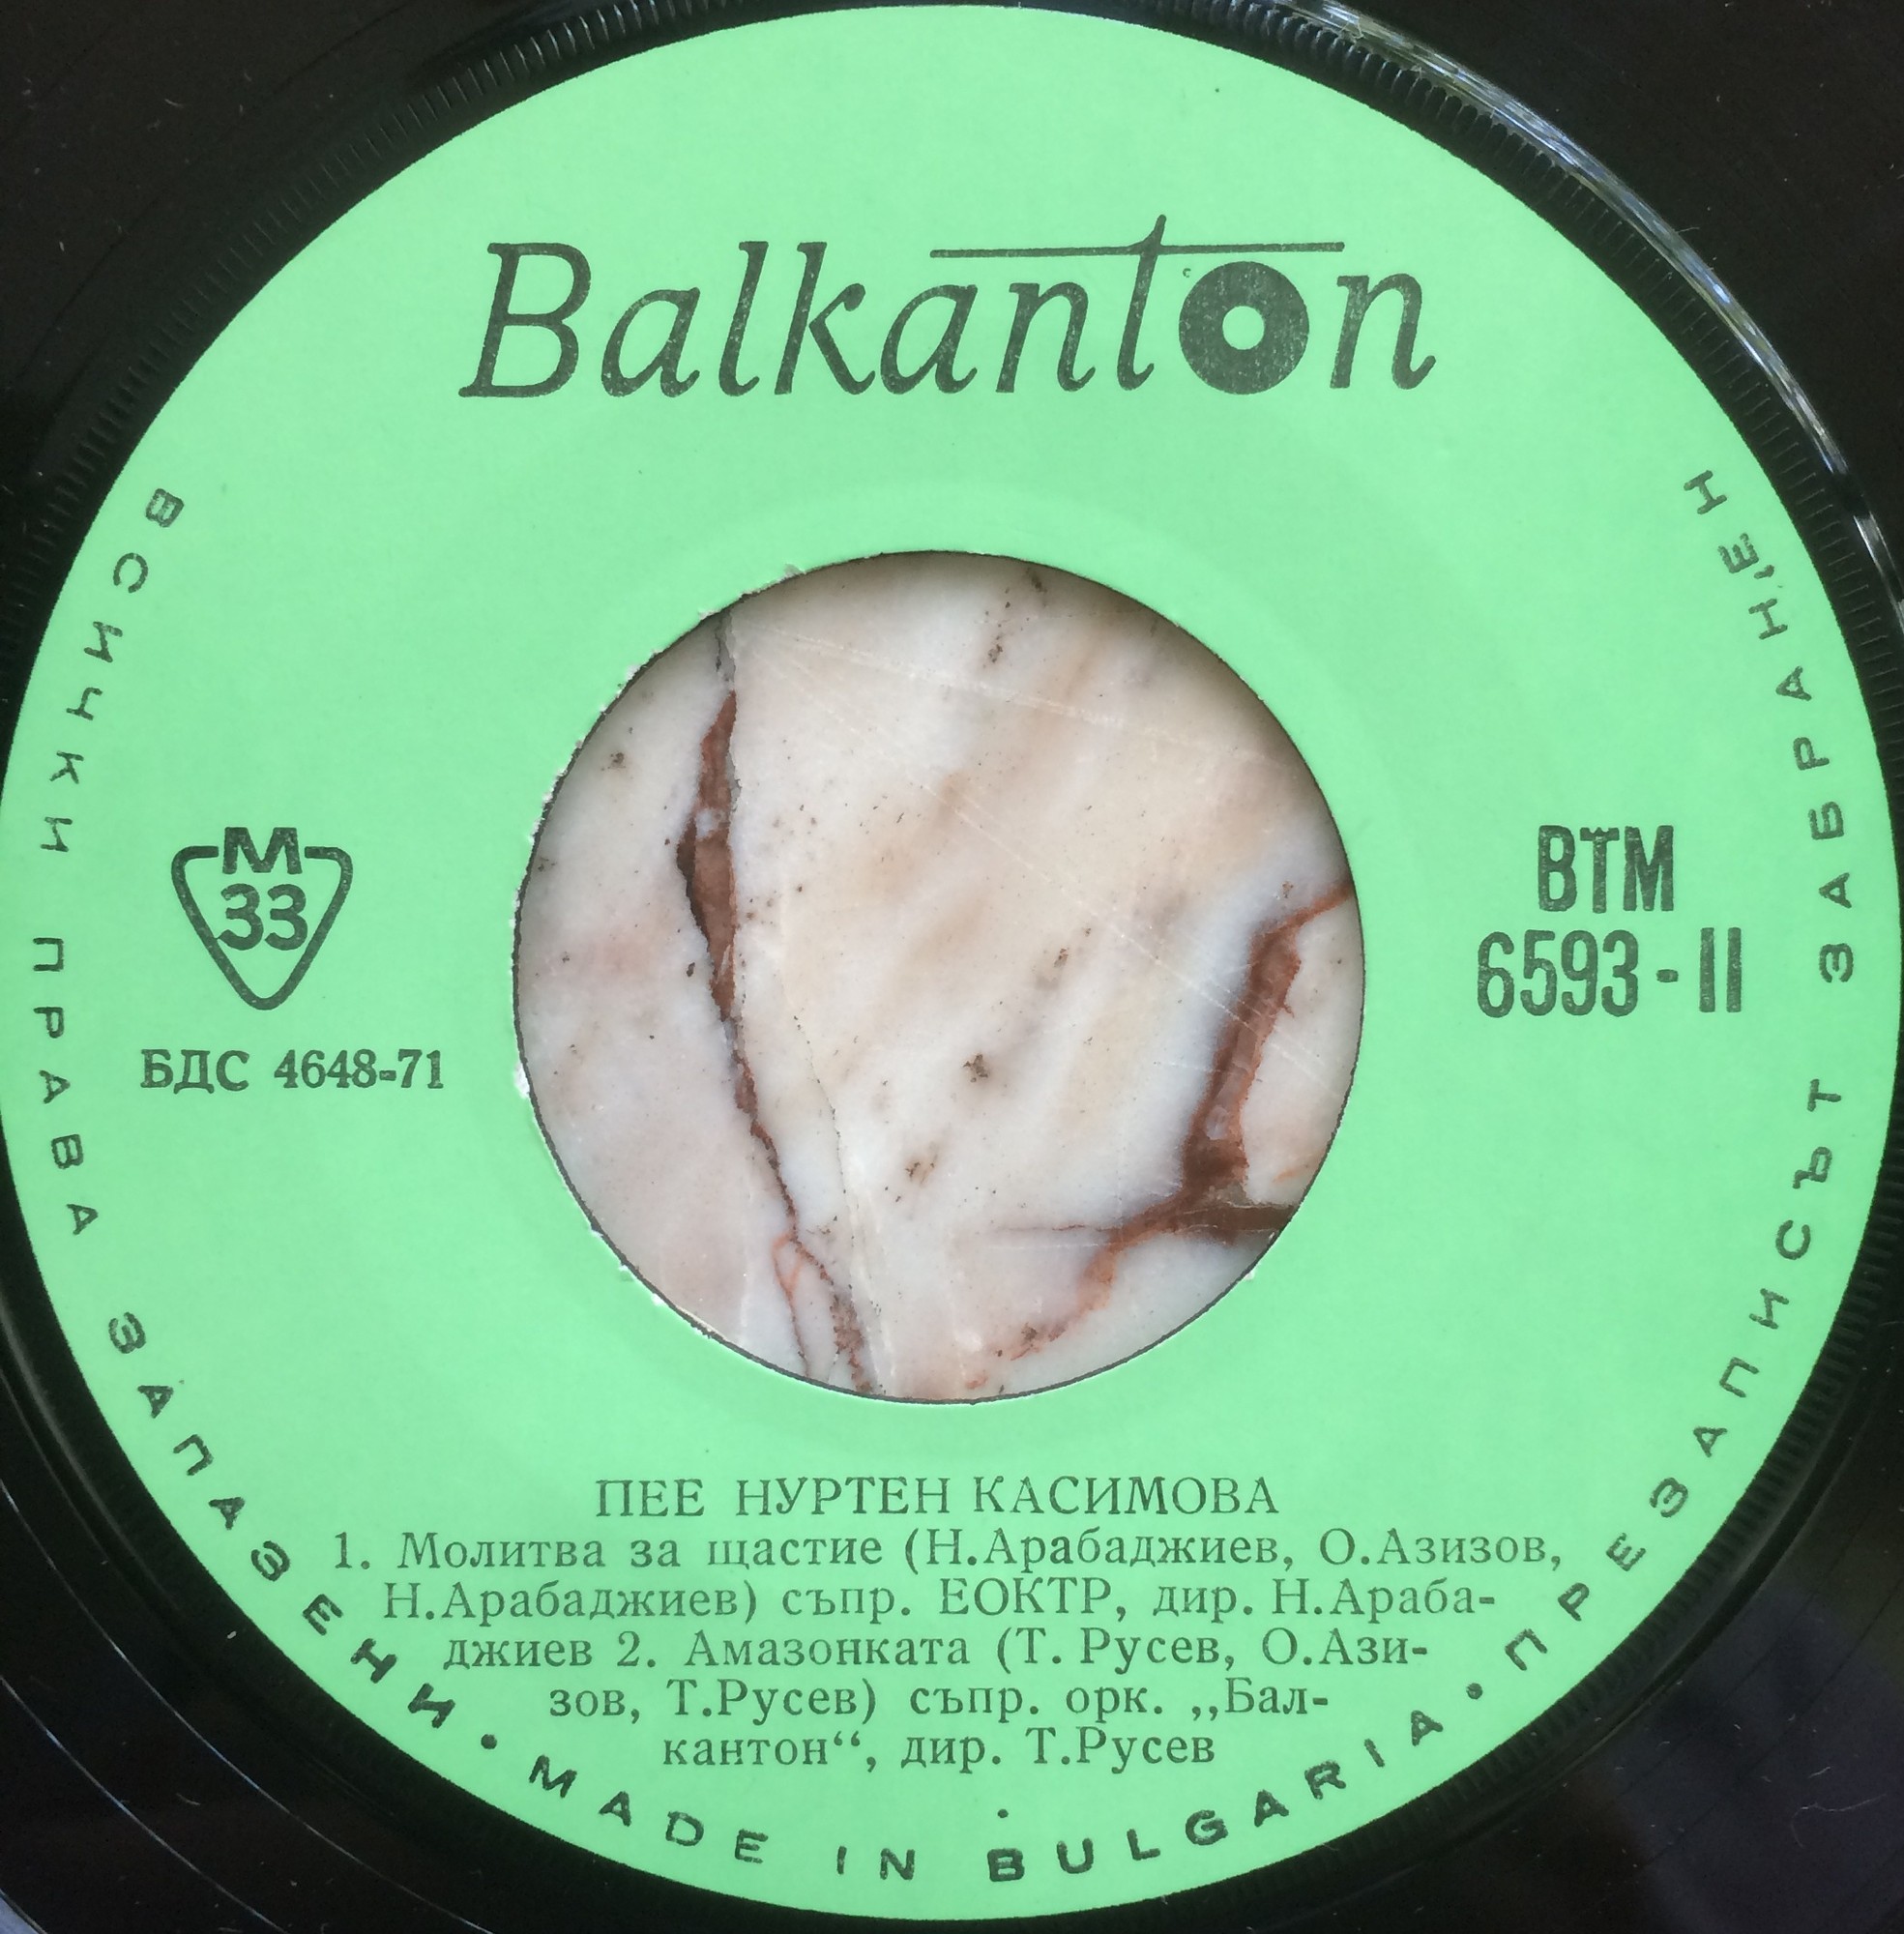 Balkanton
ВСИЧКИ ПРАВА ЗАПАЗЕНИ • MADE IN BULGARIA • ПРЕЗАПИСЪТ ЗАБРАНЕН
М
33
БДС 4648-71
ВТМ
6593-II
ПЕЕ НУРТЕН КАСИМОВА
1. Молитва за щастие (Н.Арабаджиев, О.Азизов,
Н.Арабаджиев) съпр. ЕОКТР, дир. Н.Араба-
джиев 2. Амазонката (Т. Русев, О.Ази-
зов, Т.Русев) съпр. орк. „Бал-
кантон“, дир. Т.Русев